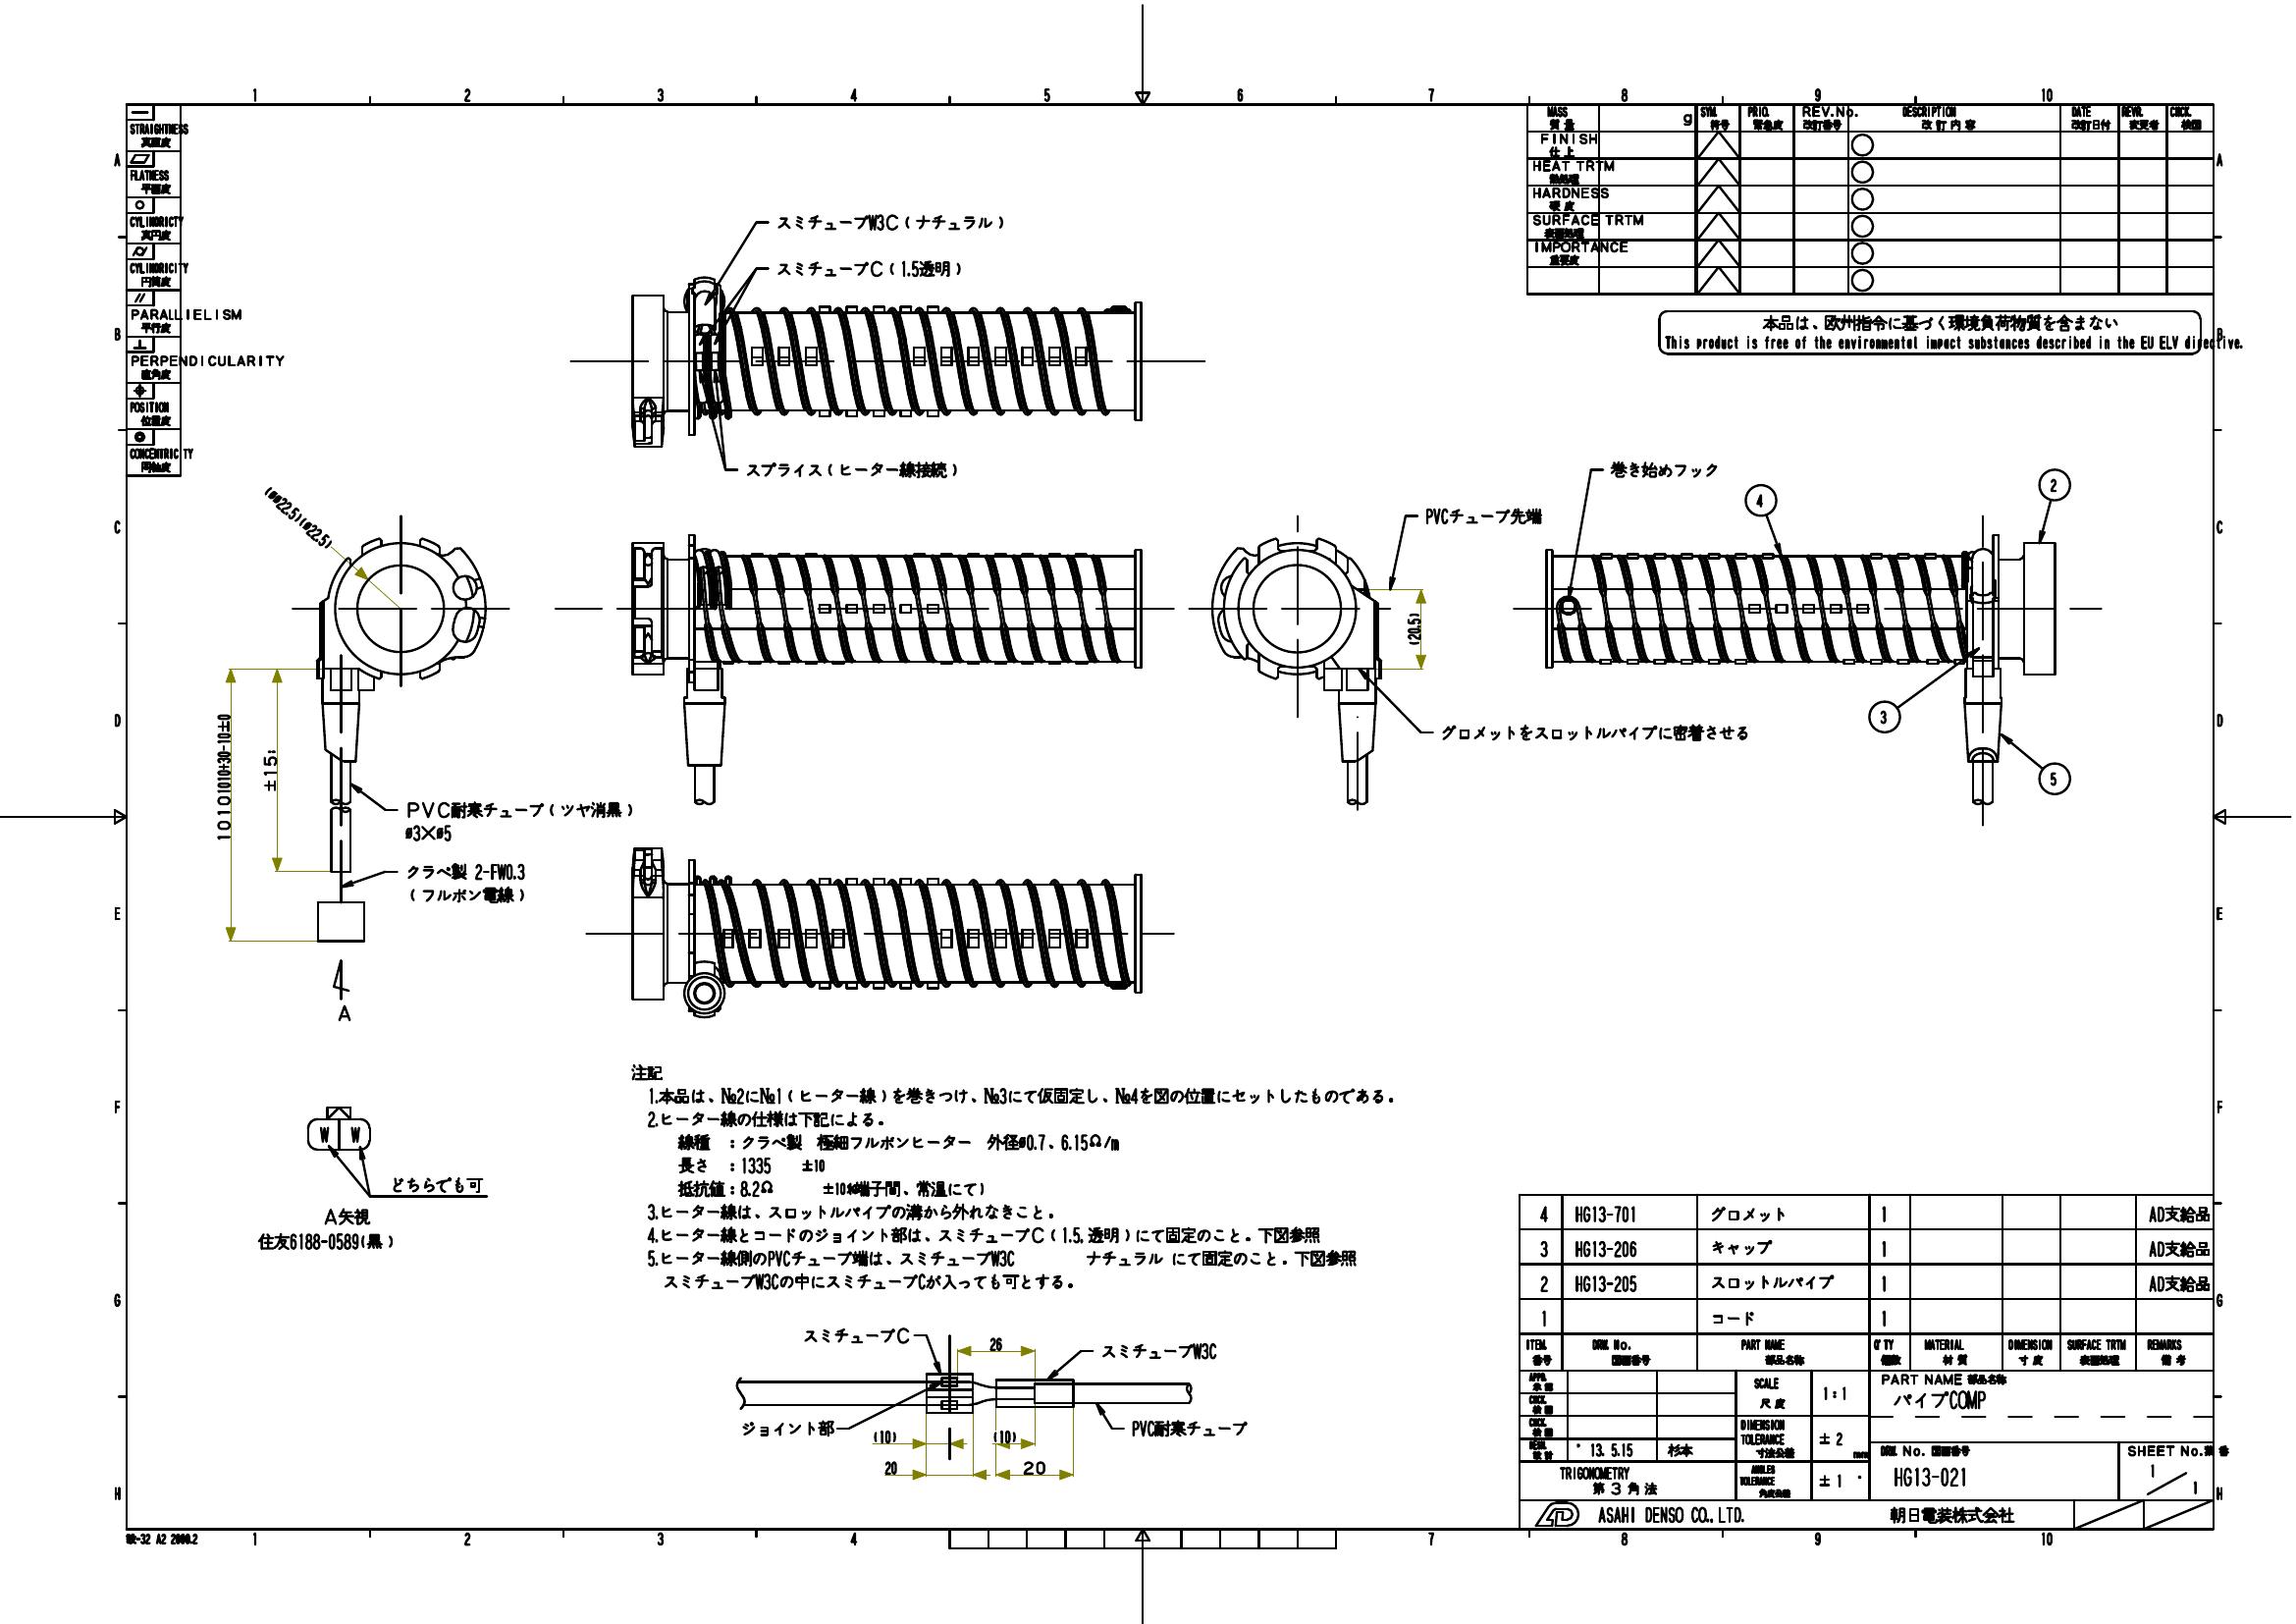 1 2 3 4 5 6 7 8 9 10
STRAIGHTNESS
真直度
FLATNESS
平面度
CYLINDRICTY
真円度
CYLINDRICITY
円筒度
PARALLIELISM
平行度
PERPENDICULARITY
直角度
POSITION
位置度
CONCENTRICITY
同軸度
A
B
C
D
E
F
G
H
MASS g SYM. PRIO. REV.No. DESCRIPTION DATE REVR. CHCK.
質量 符号 緊急度 改訂番号 改訂内容 改訂日付 変更者 検図
FINISH
仕上
HEAT TRTM
熱処理
HARDNESS
硬度
SURFACE TRTM
表面処理
IMPORTANCE
重要度
本品は、欧州指令に基づく環境負荷物質を含まない
This product is free of the environmental impact substances described in the EU ELV directive.
スミチューブW3C(ナチュラル)
スミチューブC(1.5透明)
スプライス(ヒーター線接続)
(øø22.5)(ø22.5)
PVCチューブ先端
巻き始めフック
4
2
(20.5)
3
5
グロメットをスロットルパイプに密着させる
101010+30-10±0
±15
PVC耐寒チューブ(ツヤ消黒)
ø3×ø5
クラベ製 2-FW0.3
(フルボン電線)
A
W W
どちらでも可
A矢視
住友6188-0589(黒)
注記
1.本品は、№2に№1(ヒーター線)を巻きつけ、№3にて仮固定し、№4を図の位置にセットしたものである。
2.ヒーター線の仕様は下記による。
線種 :クラベ製 極細フルボンヒーター 外径ø0.7、6.15Ω/m
長さ :1335 ±10
抵抗値:8.2Ω ±10%端子間、常温にて)
3.ヒーター線は、スロットルパイプの溝から外れなきこと。
4.ヒーター線とコードのジョイント部は、スミチューブC(1.5,透明)にて固定のこと。下図参照
5.ヒーター線側のPVCチューブ端は、スミチューブW3C ナチュラル にて固定のこと。下図参照
スミチューブW3Cの中にスミチューブCが入っても可とする。
スミチューブC
26
スミチューブW3C
ジョイント部
PVC耐寒チューブ
(10) (10)
20 20
4 HG13-701 グロメット 1 AD支給品
3 HG13-206 キャップ 1 AD支給品
2 HG13-205 スロットルパイプ 1 AD支給品
1 コード 1
ITEM. DRW. No. PART NAME Q'TY MATERIAL DIMENSION SURFACE TRTM REMARKS
番号 図面番号 部品名称 個数 材質 寸度 表面処理 備考
APPD. 承認
CHCK. 検図
CHCK. 検図
DESN. 設計 ' 13. 5.15 杉本
SCALE 尺度 1:1
DIMENSION TOLERANCE 寸法公差 ±2 mm
ANGLES TOLERANCE 角度公差 ±1 °
TRIGONOMETRY
第3角法
PART NAME 部品名称
パイプCOMP
DRW. No. 図面番号
HG13-021
SHEET No.葉番
1/1
ASAHI DENSO CO., LTD. 朝日電装株式会社
DR-32 A2 2000.2
1 2 3 4 5 6 7 8 9 10